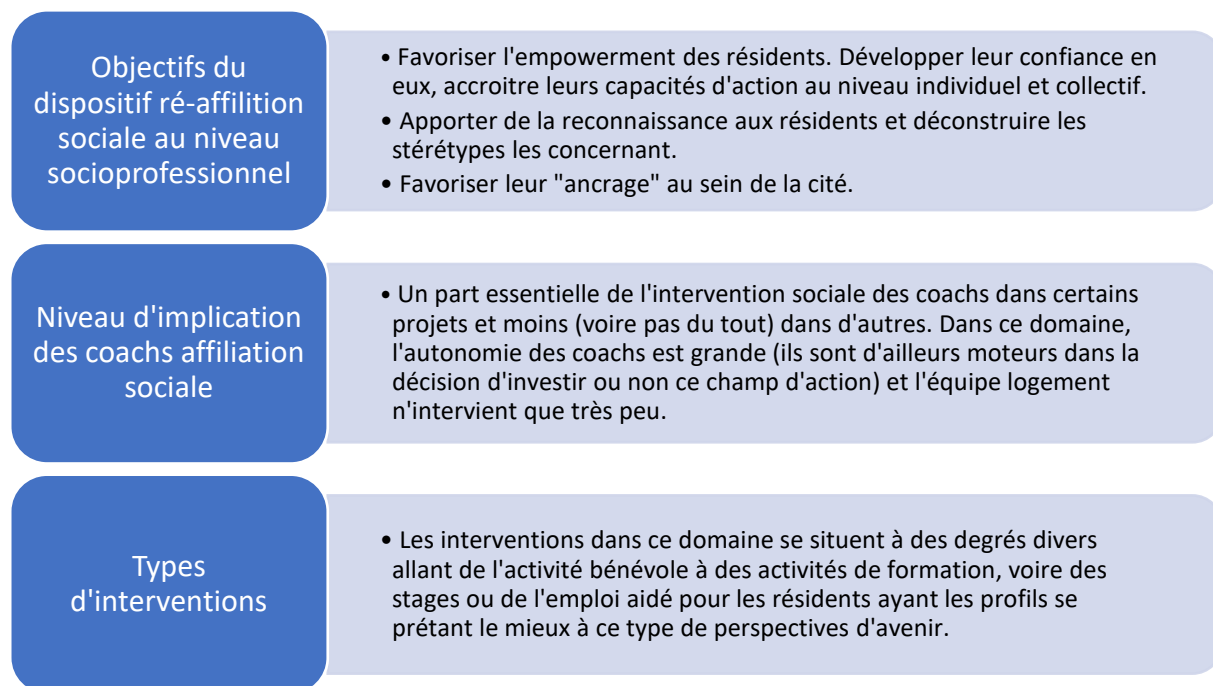 Objectifs du
dispositif ré-affilition
sociale au niveau
socioprofessionnel
• Favoriser l'empowerment des résidents. Développer leur confiance en
eux, accroitre leurs capacités d'action au niveau individuel et collectif.
• Apporter de la reconnaissance aux résidents et déconstruire les
stérétypes les concernant.
• Favoriser leur "ancrage" au sein de la cité.
Niveau d'implication
des coachs affiliation
sociale
• Un part essentielle de l'intervention sociale des coachs dans certains
projets et moins (voire pas du tout) dans d'autres. Dans ce domaine,
l'autonomie des coachs est grande (ils sont d'ailleurs moteurs dans la
décision d'investir ou non ce champ d'action) et l'équipe logement
n'intervient que très peu.
Types
d'interventions
• Les interventions dans ce domaine se situent à des degrés divers
allant de l'activité bénévole à des activités de formation, voire des
stages ou de l'emploi aidé pour les résidents ayant les profils se
prétant le mieux à ce type de perspectives d'avenir.